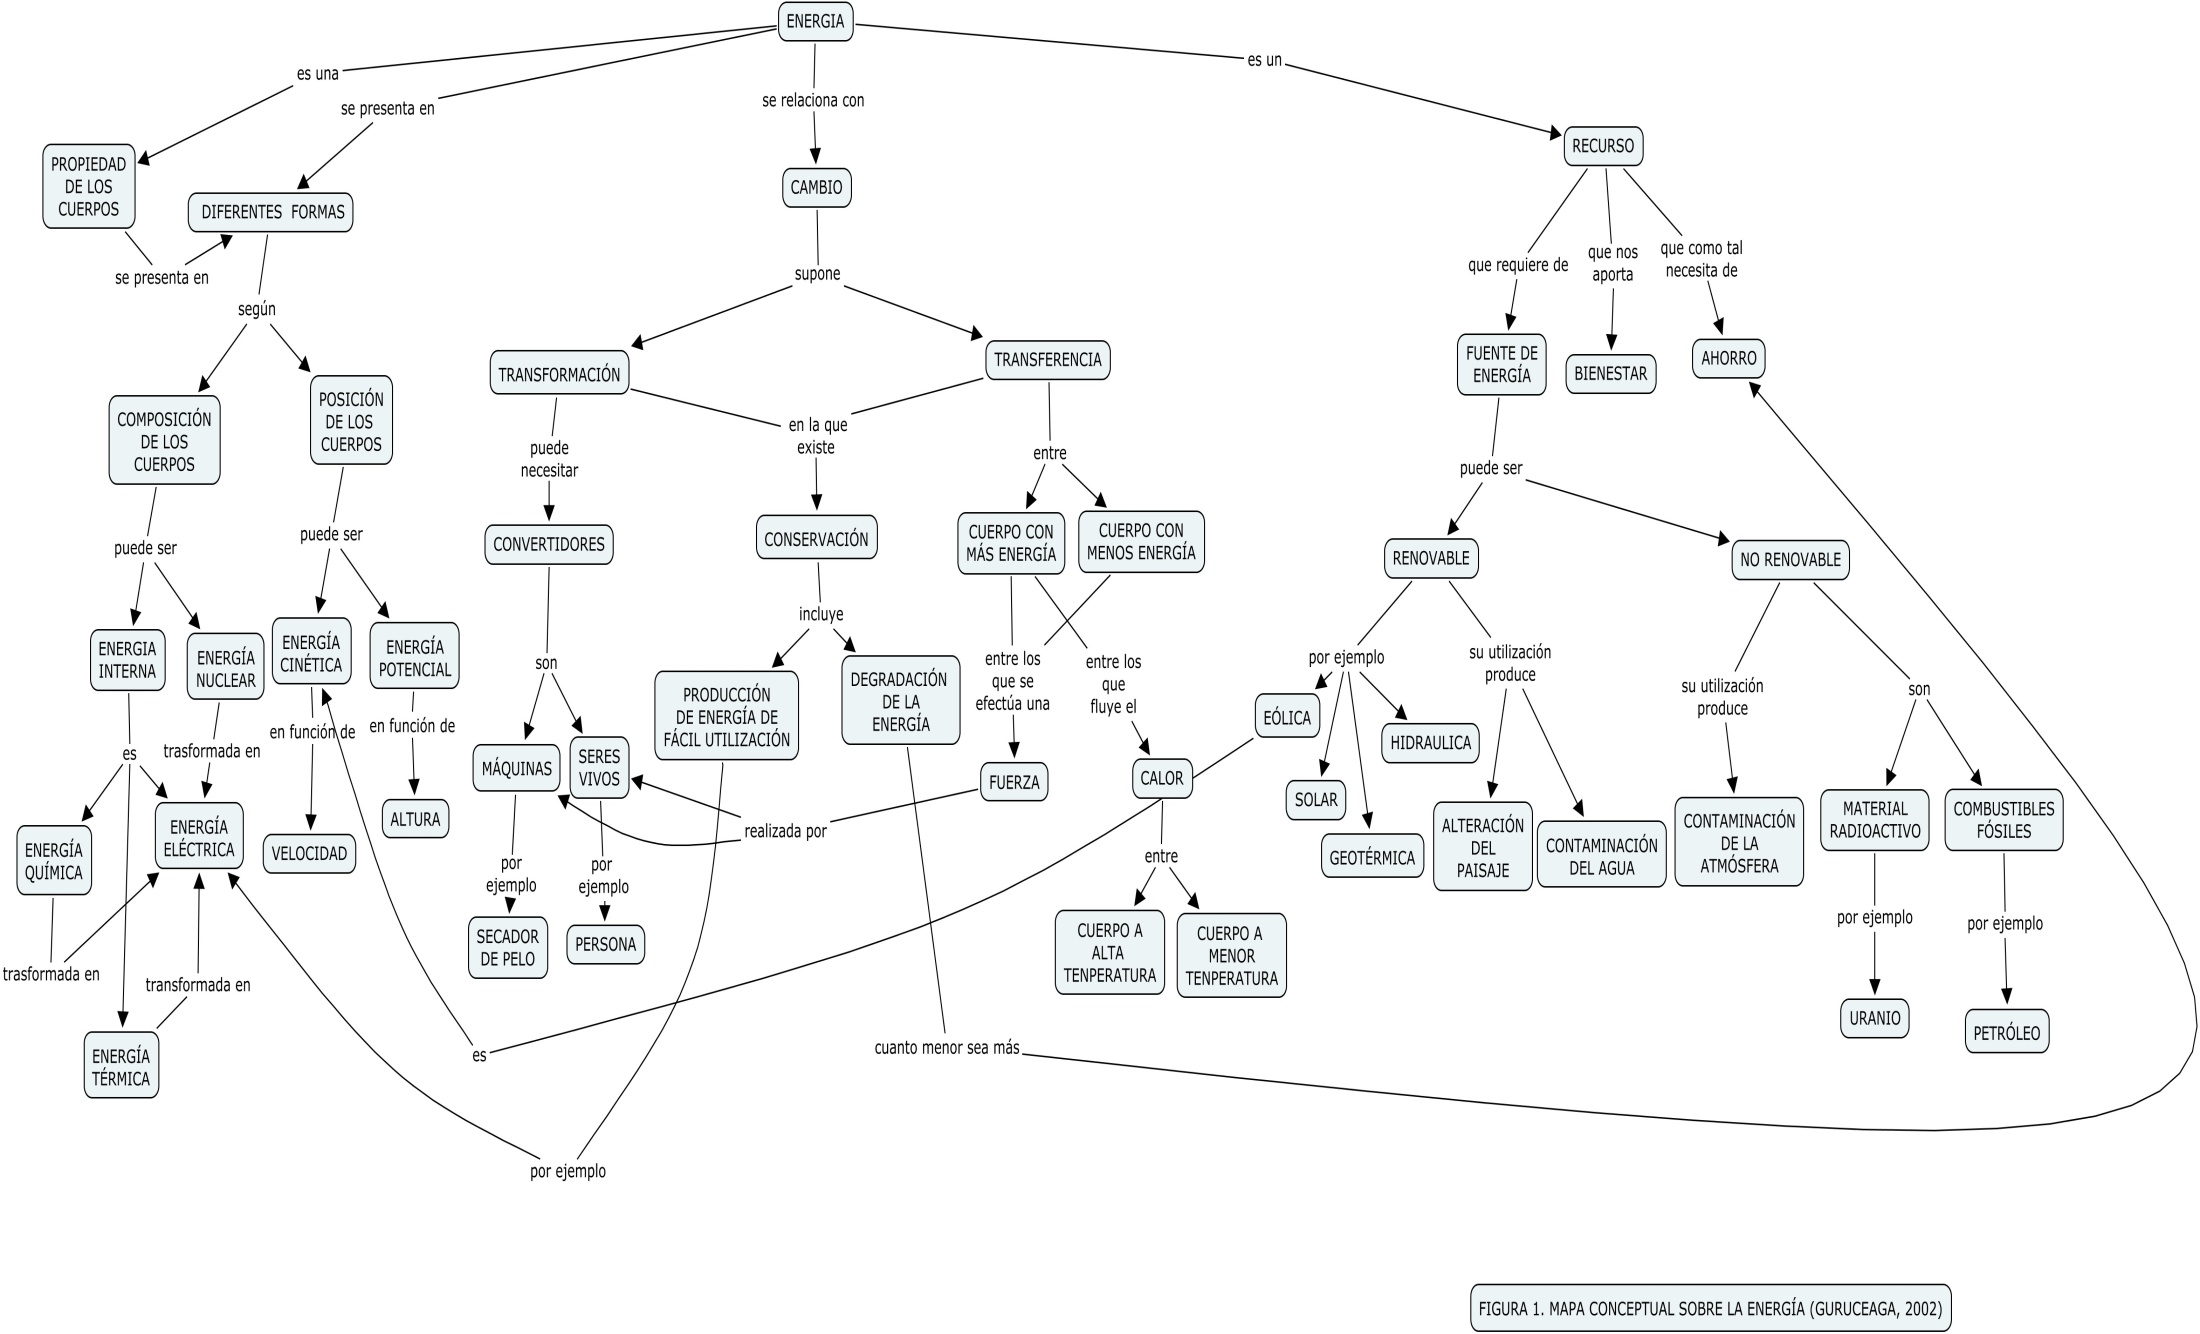 ENERGIA
es una
se presenta en
se relaciona con
es un
PROPIEDAD
DE LOS
CUERPOS
DIFERENTES FORMAS
CAMBIO
RECURSO
se presenta en
según
supone
que requiere de
que nos
aporta
que como tal
necesita de
COMPOSICIÓN
DE LOS
CUERPOS
POSICIÓN
DE LOS
CUERPOS
TRANSFORMACIÓN
TRANSFERENCIA
FUENTE DE
ENERGÍA
BIENESTAR
AHORRO
puede
necesitar
en la que
existe
entre
puede ser
puede ser
puede ser
CONVERTIDORES
CONSERVACIÓN
CUERPO CON
MÁS ENERGÍA
CUERPO CON
MENOS ENERGÍA
RENOVABLE
NO RENOVABLE
ENERGIA
INTERNA
ENERGÍA
NUCLEAR
ENERGÍA
CINÉTICA
ENERGÍA
POTENCIAL
son
incluye
entre los
que se
efectúa una
entre los
que
fluye el
por ejemplo
su utilización
produce
su utilización
produce
son
PRODUCCIÓN
DE ENERGÍA DE
FÁCIL UTILIZACIÓN
DEGRADACIÓN
DE LA
ENERGÍA
es
trasformada en
en función de
en función de
MÁQUINAS
SERES
VIVOS
FUERZA
CALOR
EÓLICA
HIDRAULICA
SOLAR
GEOTÉRMICA
ALTERACIÓN
DEL
PAISAJE
CONTAMINACIÓN
DEL AGUA
CONTAMINACIÓN
DE LA
ATMÓSFERA
MATERIAL
RADIOACTIVO
COMBUSTIBLES
FÓSILES
ENERGÍA
QUÍMICA
ENERGÍA
ELÉCTRICA
VELOCIDAD
ALTURA
realizada por
por
ejemplo
por
ejemplo
entre
por ejemplo
por ejemplo
SECADOR
DE PELO
PERSONA
CUERPO A
ALTA
TENPERATURA
CUERPO A
MENOR
TENPERATURA
trasformada en
transformada en
URANIO
PETRÓLEO
ENERGÍA
TÉRMICA
es
cuanto menor sea más
por ejemplo
FIGURA 1. MAPA CONCEPTUAL SOBRE LA ENERGÍA (GURUCEAGA, 2002)